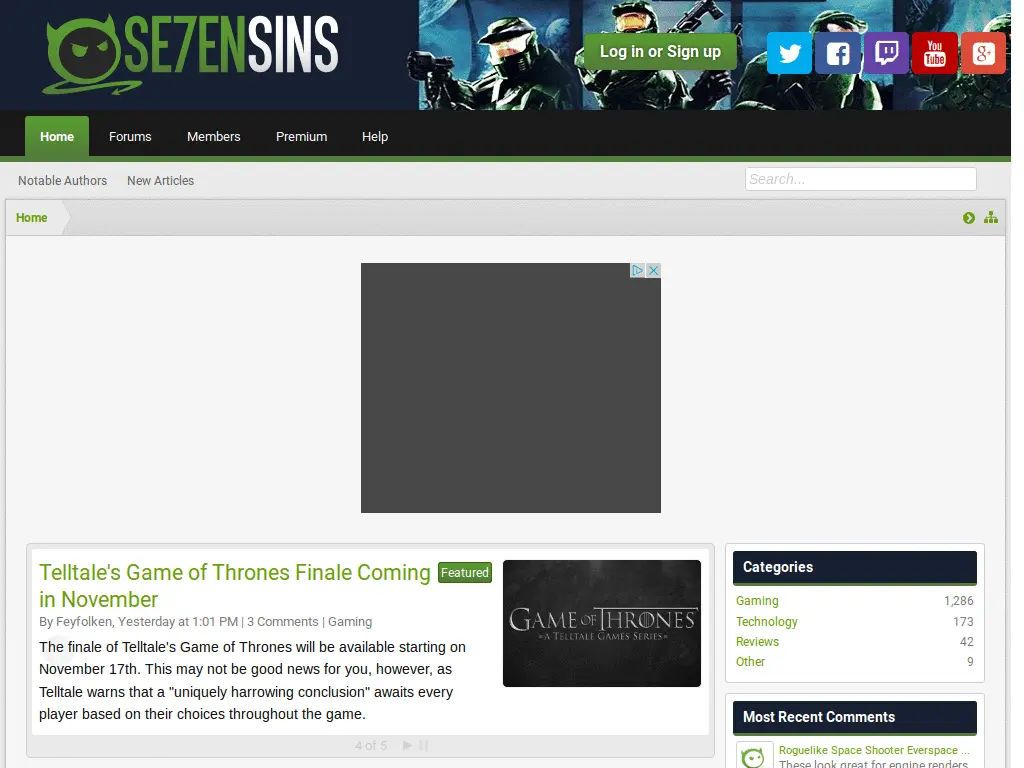 SE7ENSINS
Log in or Sign up
You
Tube
g+
Home Forums Members Premium Help
Notable Authors New Articles
Search...
Home
Telltale's Game of Thrones Finale Coming
in November
Featured
By Feyfolken, Yesterday at 1:01 PM | 3 Comments | Gaming
The finale of Telltale's Game of Thrones will be available starting on
November 17th. This may not be good news for you, however, as
Telltale warns that a "uniquely harrowing conclusion" awaits every
player based on their choices throughout the game.
GAME OF THRONES
A TELLTALE GAMES SERIES
4 of 5
Categories
Gaming 1,286
Technology 173
Reviews 42
Other 9
Most Recent Comments
Roguelike Space Shooter Everspace ...
These look great for engine renders